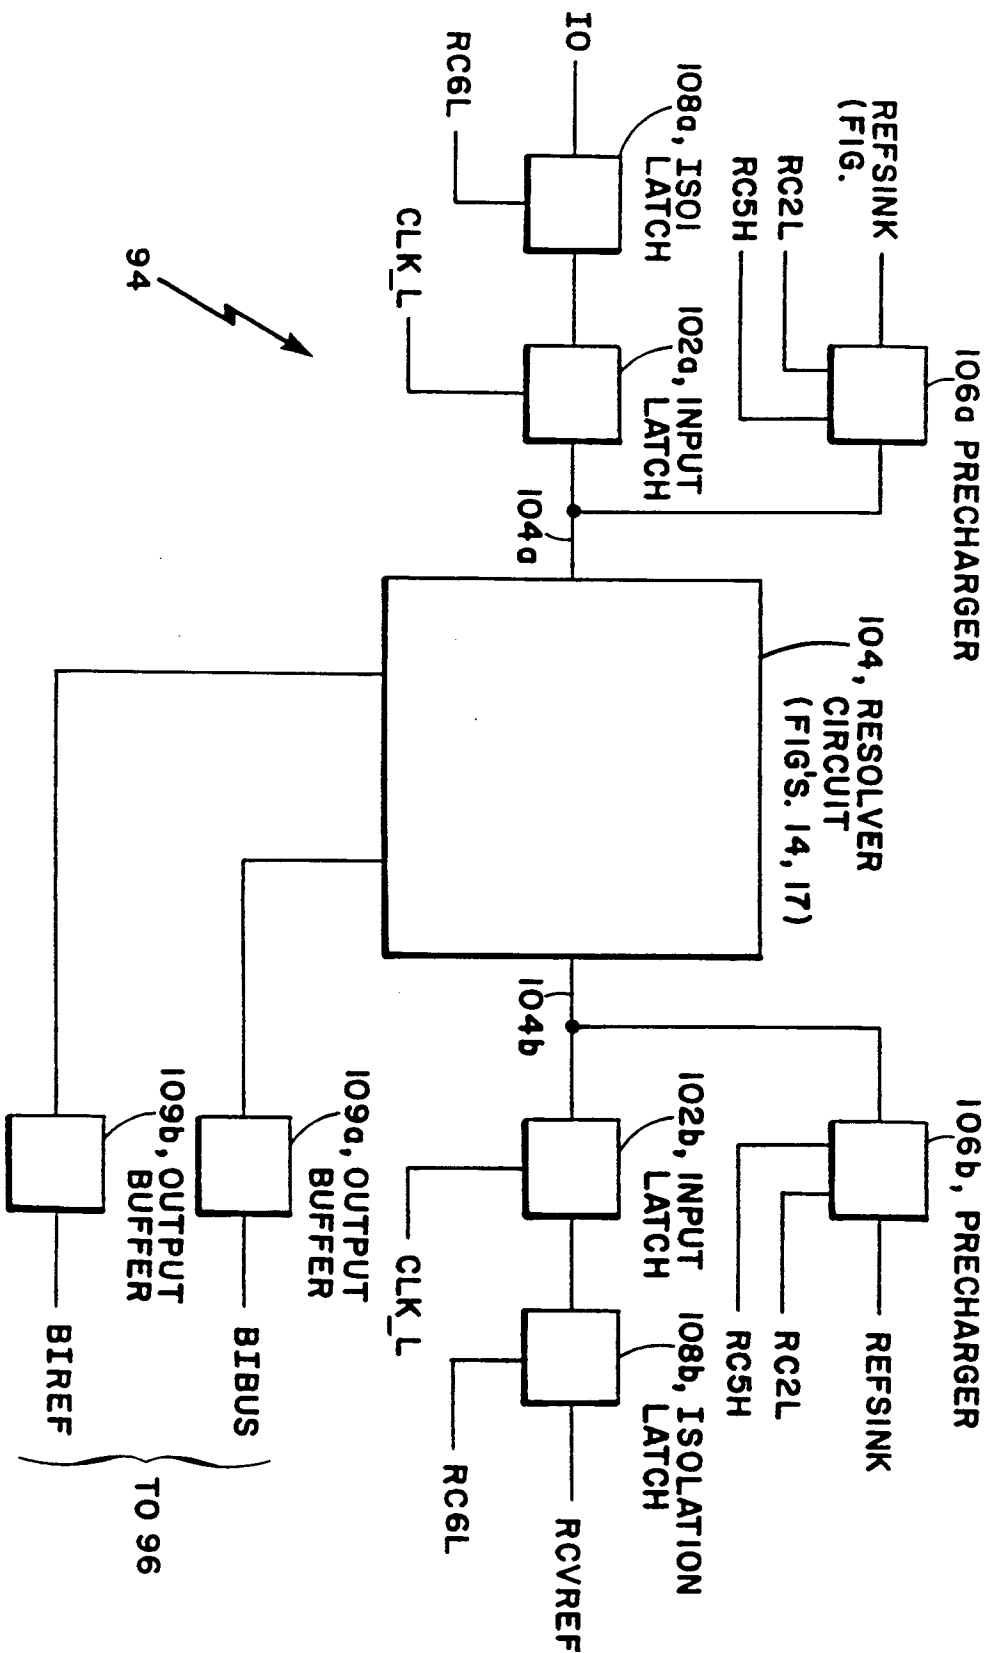 106a PRECHARGER
REFSINK
(FIG.
RC2L
RC5H
108a, ISO1
LATCH
IO
RC6L
102a, INPUT
LATCH
CLK_L
94
104a
104, RESOLVER
CIRCUIT
(FIG'S. 14, 17)
104b
106b, PRECHARGER
REFSINK
RC2L
RC5H
102b, INPUT
LATCH
CLK_L
108b, ISOLATION
LATCH
RCVREF
RC6L
109a, OUTPUT
BUFFER
BIBUS
109b, OUTPUT
BUFFER
BIREF
TO 96